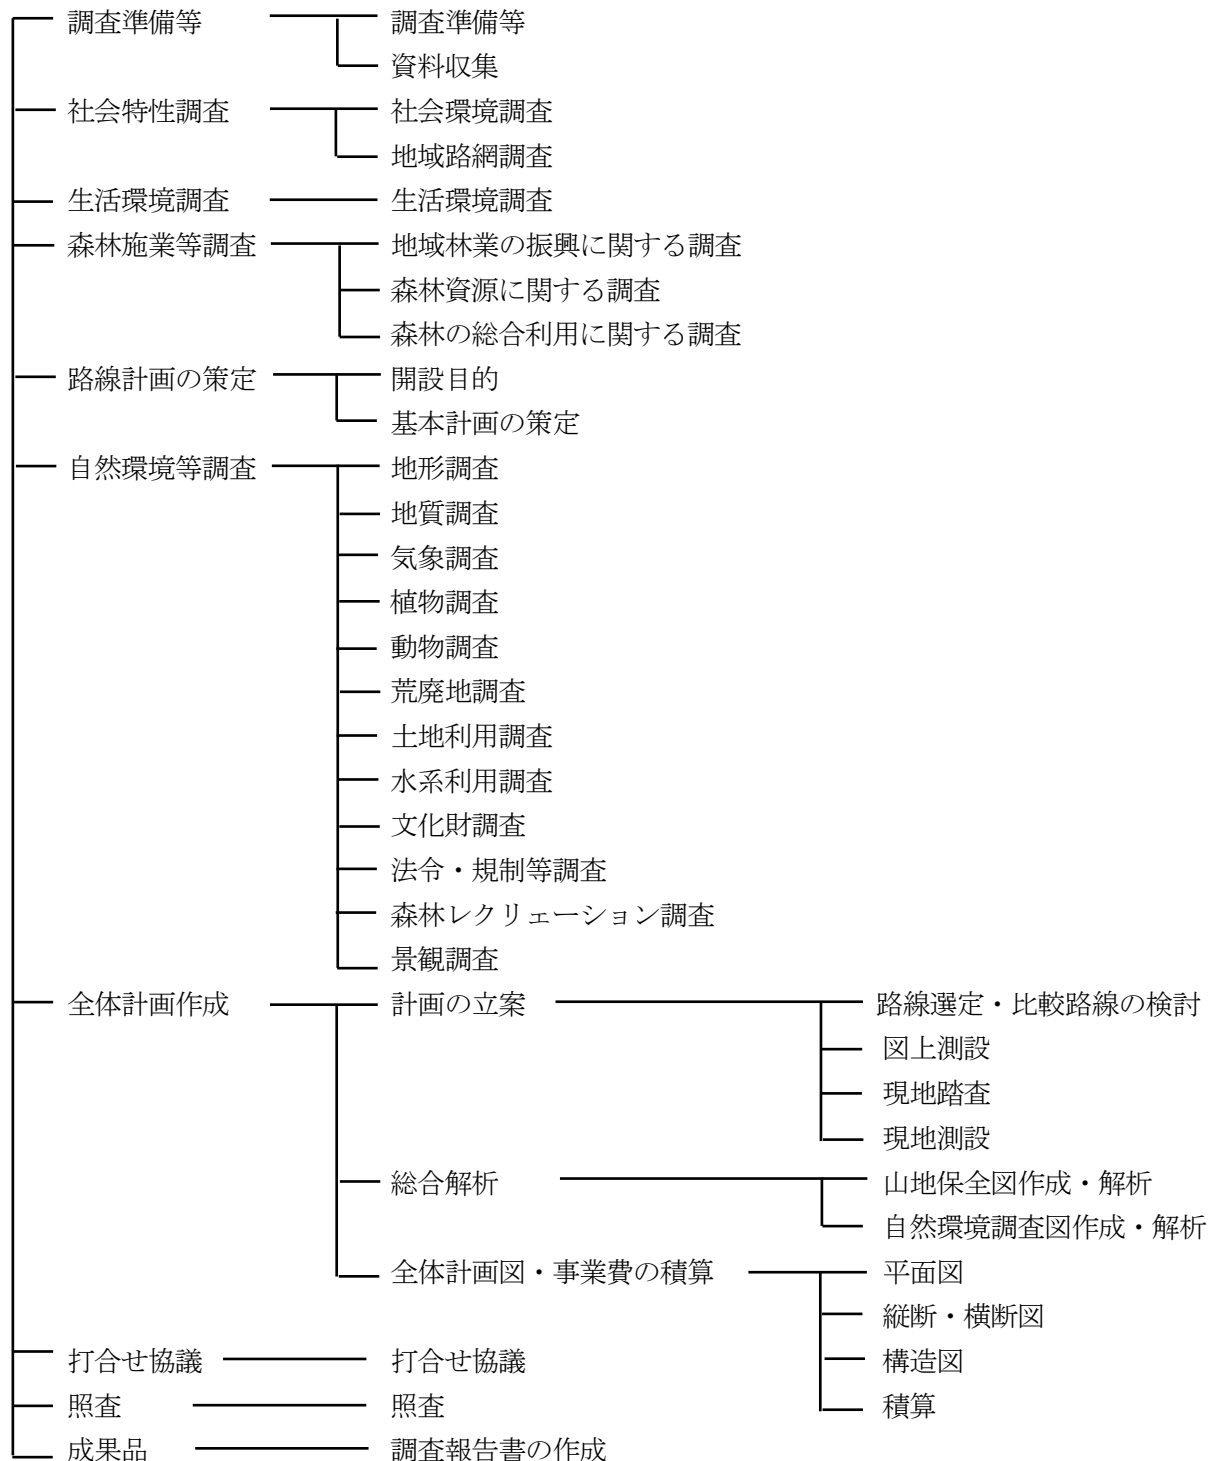 調査準備等 調査準備等
資料収集
社会特性調査 社会環境調査
地域路網調査
生活環境調査 生活環境調査
森林施業等調査 地域林業の振興に関する調査
森林資源に関する調査
森林の総合利用に関する調査
路線計画の策定 開設目的
基本計画の策定
自然環境等調査 地形調査
地質調査
気象調査
植物調査
動物調査
荒廃地調査
土地利用調査
水系利用調査
文化財調査
法令・規制等調査
森林レクリェーション調査
景観調査
全体計画作成 計画の立案 路線選定・比較路線の検討
図上測設
現地踏査
現地測設
総合解析 山地保全図作成・解析
自然環境調査図作成・解析
全体計画図・事業費の積算 平面図
縦断・横断図
打合せ協議 打合せ協議 構造図
照査 照査 積算
成果品 調査報告書の作成